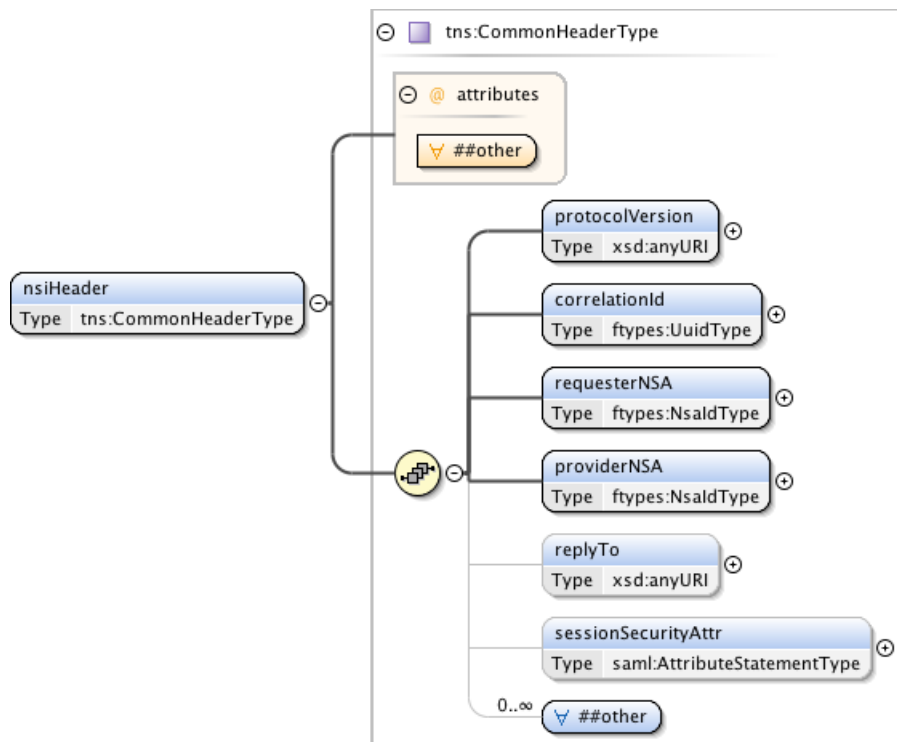 tns:CommonHeaderType
@ attributes
∀ ##other
protocolVersion
Type xsd:anyURI
nsiHeader
Type tns:CommonHeaderType
correlationId
Type ftypes:UuidType
requesterNSA
Type ftypes:NsaIdType
providerNSA
Type ftypes:NsaIdType
replyTo
Type xsd:anyURI
sessionSecurityAttr
Type saml:AttributeStatementType
0..∞
∀ ##other